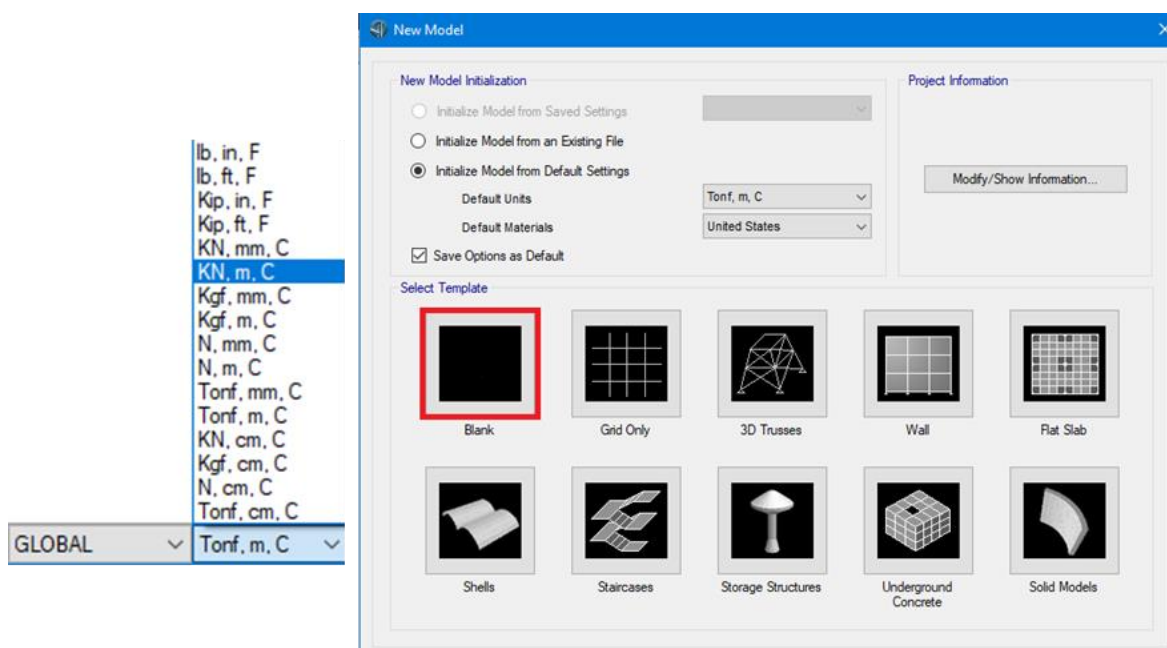 lb, in, F
lb, ft, F
Kip, in, F
Kip, ft, F
KN, mm, C
KN, m, C
Kgf, mm, C
Kgf, m, C
N, mm, C
N, m, C
Tonf, mm, C
Tonf, m, C
KN, cm, C
Kgf, cm, C
N, cm, C
Tonf, cm, C
GLOBAL
Tonf, m, C
New Model
New Model Initialization
Initialize Model from Saved Settings
Initialize Model from an Existing File
Initialize Model from Default Settings
Default Units
Tonf, m, C
Default Materials
United States
Save Options as Default
Project Information
Modify/Show Information...
Select Template
Blank
Grid Only
3D Trusses
Wall
Flat Slab
Shells
Staircases
Storage Structures
Underground
Concrete
Solid Models